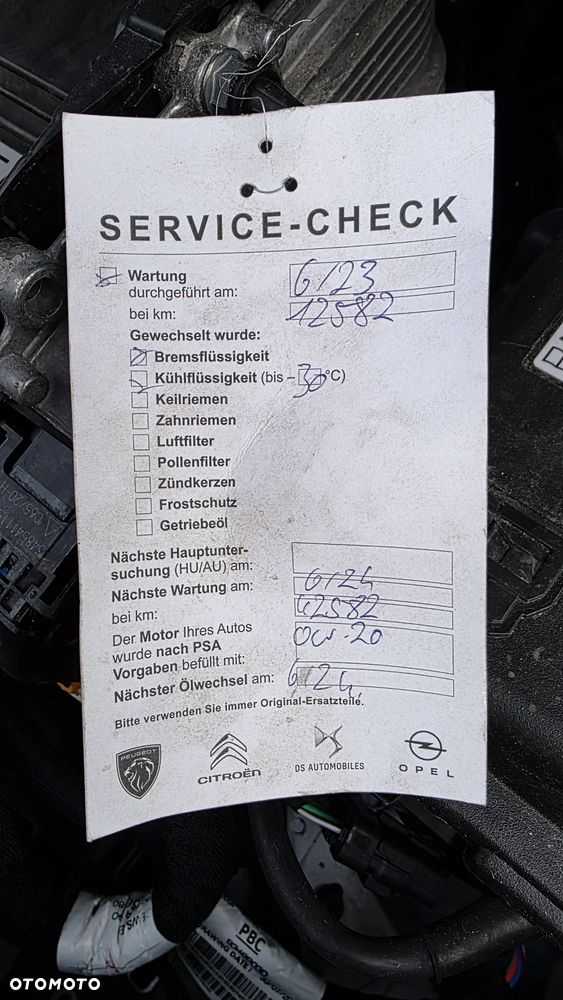 SERVICE-CHECK
Wartung
durchgeführt am: 6/23
bei km: 12582
Gewechselt wurde:
Bremsflüssigkeit
Kühlflüssigkeit (bis –30°C)
Keilriemen
Zahnriemen
Luftfilter
Pollenfilter
Zündkerzen
Frostschutz
Getriebeöl
Nächste Hauptunter-
suchung (HU/AU) am:
Nächste Wartung am: 6/24
bei km: 42582
Der Motor Ihres Autos
wurde nach PSA
Vorgaben befüllt mit: 0W-20
Nächster Ölwechsel am: 6/24
Bitte verwenden Sie immer Original-Ersatzteile.
PEUGEOT
CITROËN
DS AUTOMOBILES
OPEL
PBC
OTOMOTO